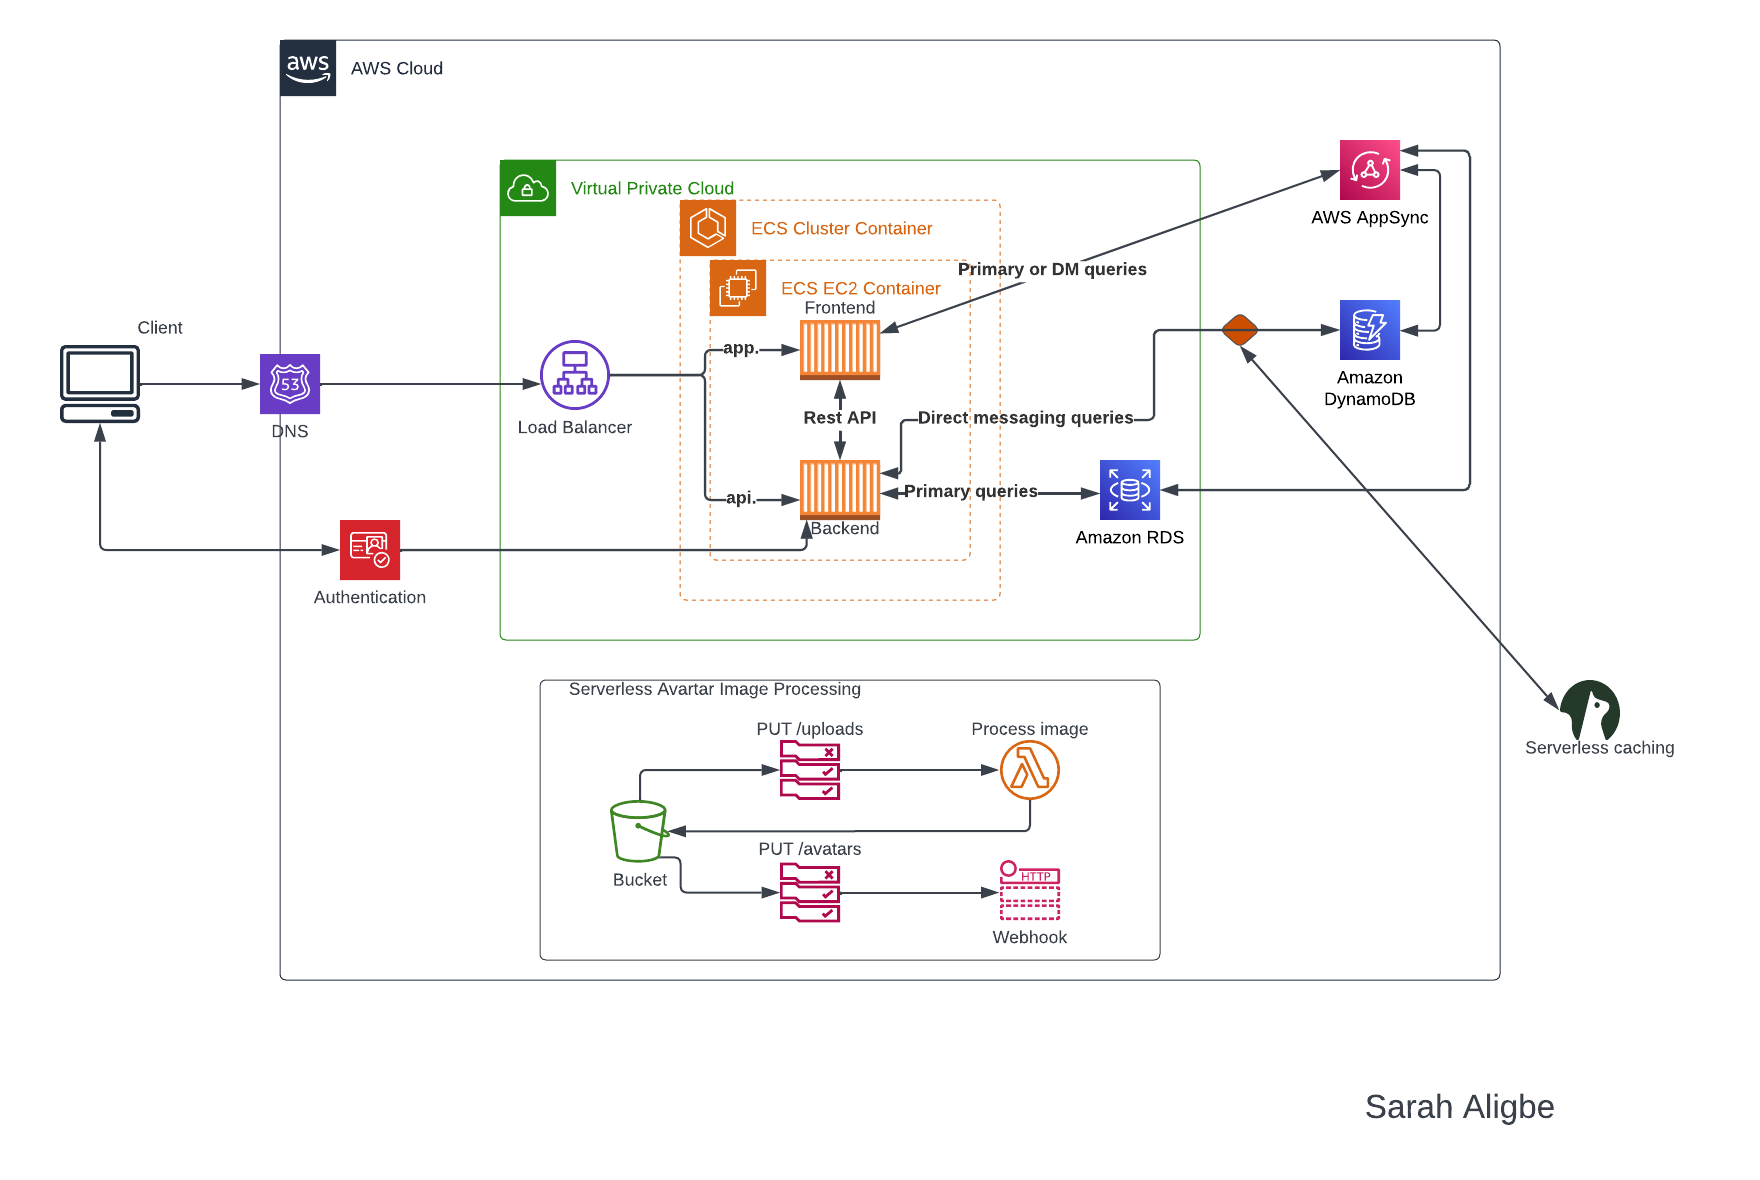 aws
AWS Cloud
Virtual Private Cloud
ECS Cluster Container
ECS EC2 Container
Frontend
AWS AppSync
Primary or DM queries
Client
53
DNS
Load Balancer
app.
Rest API
Direct messaging queries
Amazon
DynamoDB
api.
Primary queries
Backend
Amazon RDS
Authentication
Serverless Avartar Image Processing
PUT /uploads
Process image
Serverless caching
PUT /avatars
Bucket
HTTP
Webhook
Sarah Aligbe